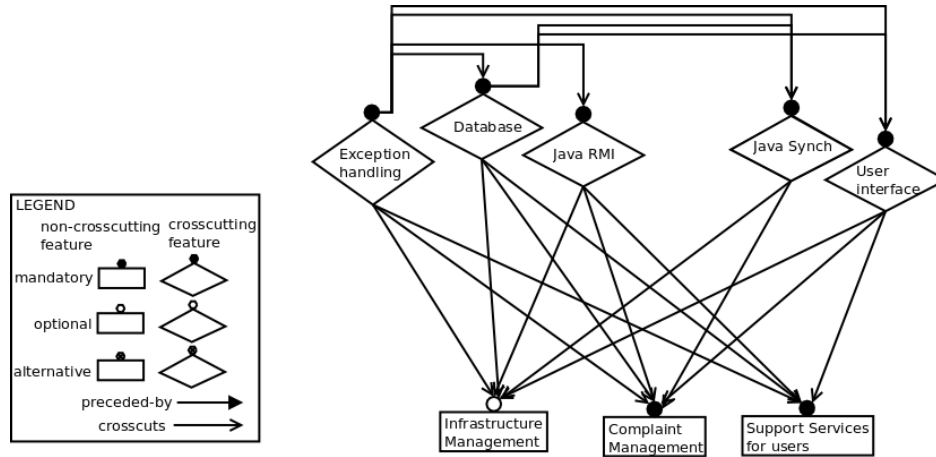 Exception
handling
Database
Java RMI
Java Synch
User
interface
LEGEND
non-crosscutting
feature
crosscutting
feature
mandatory
optional
alternative
preceded-by
crosscuts
Infrastructure
Management
Complaint
Management
Support Services
for users